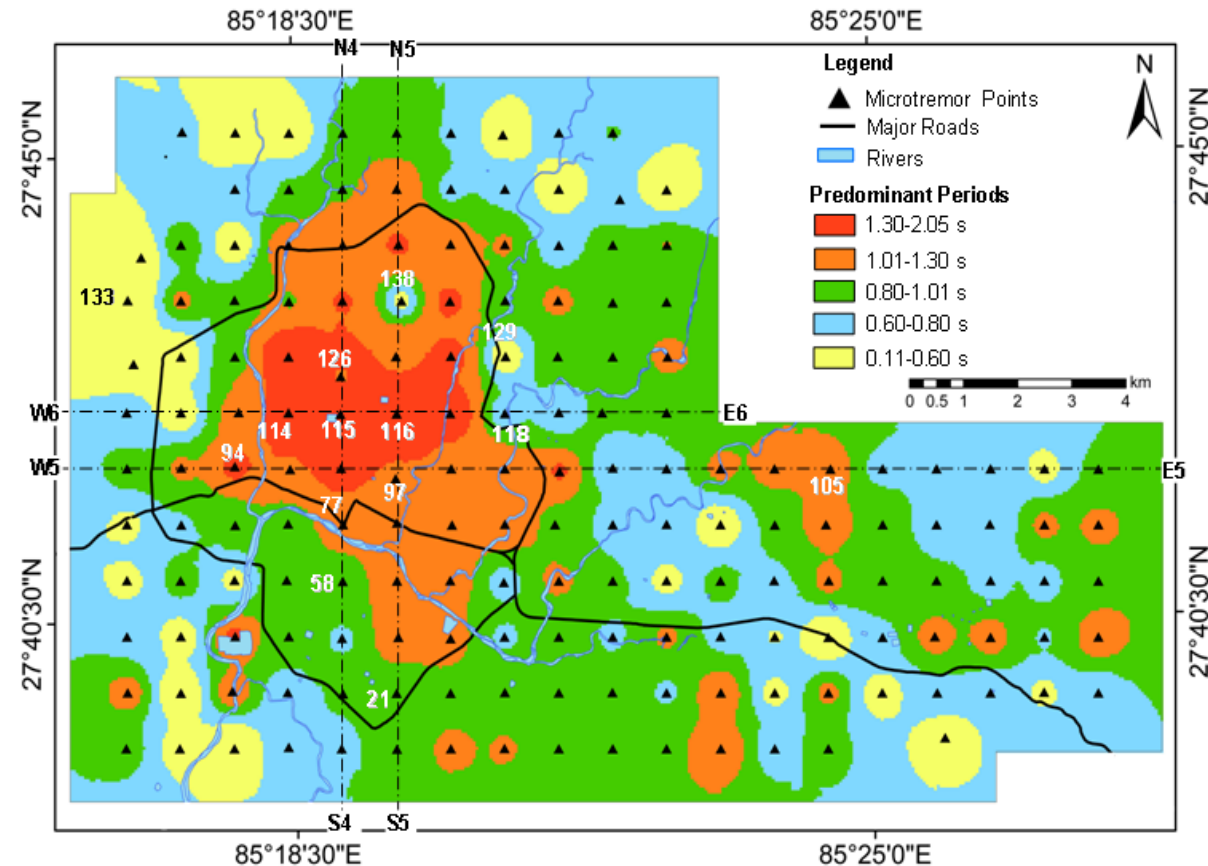 85°18'30"E
85°25'0"E
N4
N5
Legend
N
Microtremor Points
Major Roads
Rivers
27°45'0"N
27°45'0"N
Predominant Periods
1.30-2.05 s
1.01-1.30 s
0.80-1.01 s
0.60-0.80 s
0.11-0.60 s
138
133
129
126
km
0 0.5 1 2 3 4
W6
E6
114
115
116
118
94
W5
E5
97
105
77
58
27°40'30"N
27°40'30"N
21
S4
S5
85°18'30"E
85°25'0"E